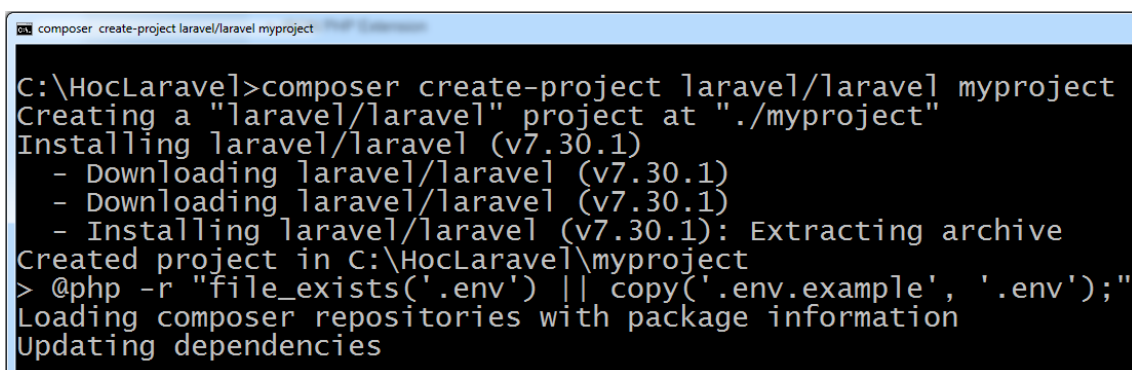 composer create-project laravel/laravel myproject
C:\HocLaravel>composer create-project laravel/laravel myproject
Creating a "laravel/laravel" project at "./myproject"
Installing laravel/laravel (v7.30.1)
- Downloading laravel/laravel (v7.30.1)
- Downloading laravel/laravel (v7.30.1)
- Installing laravel/laravel (v7.30.1): Extracting archive
Created project in C:\HocLaravel\myproject
> @php -r "file_exists('.env') || copy('.env.example', '.env');"
Loading composer repositories with package information
Updating dependencies